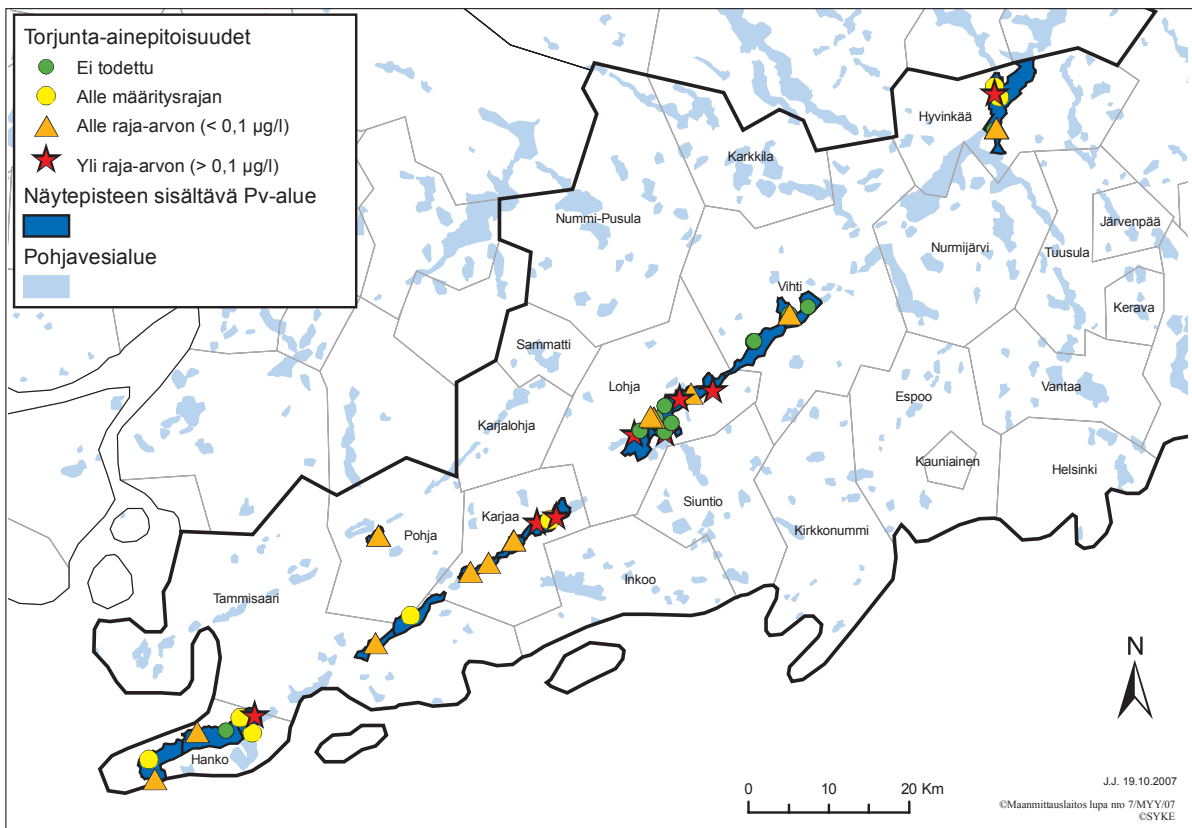 Torjunta-ainepitoisuudet
Ei todettu
Alle määritysrajan
Alle raja-arvon (< 0,1 µg/l)
Yli raja-arvon (> 0,1 µg/l)
Näytepisteen sisältävä Pv-alue
Pohjavesialue
Hyvinkää
Karkkila
Nummi-Pusula
Järvenpää
Nurmijärvi
Tuusula
Vihti
Kerava
Sammatti
Lohja
Espoo
Vantaa
Karjalohja
Kauniainen
Helsinki
Siuntio
Karjaa
Kirkkonummi
Pohja
Inkoo
Tammisaari
Hanko
N
0
10
20 Km
J.J. 19.10.2007
©Maanmittauslaitos lupa nro 7/MYY/07
©SYKE